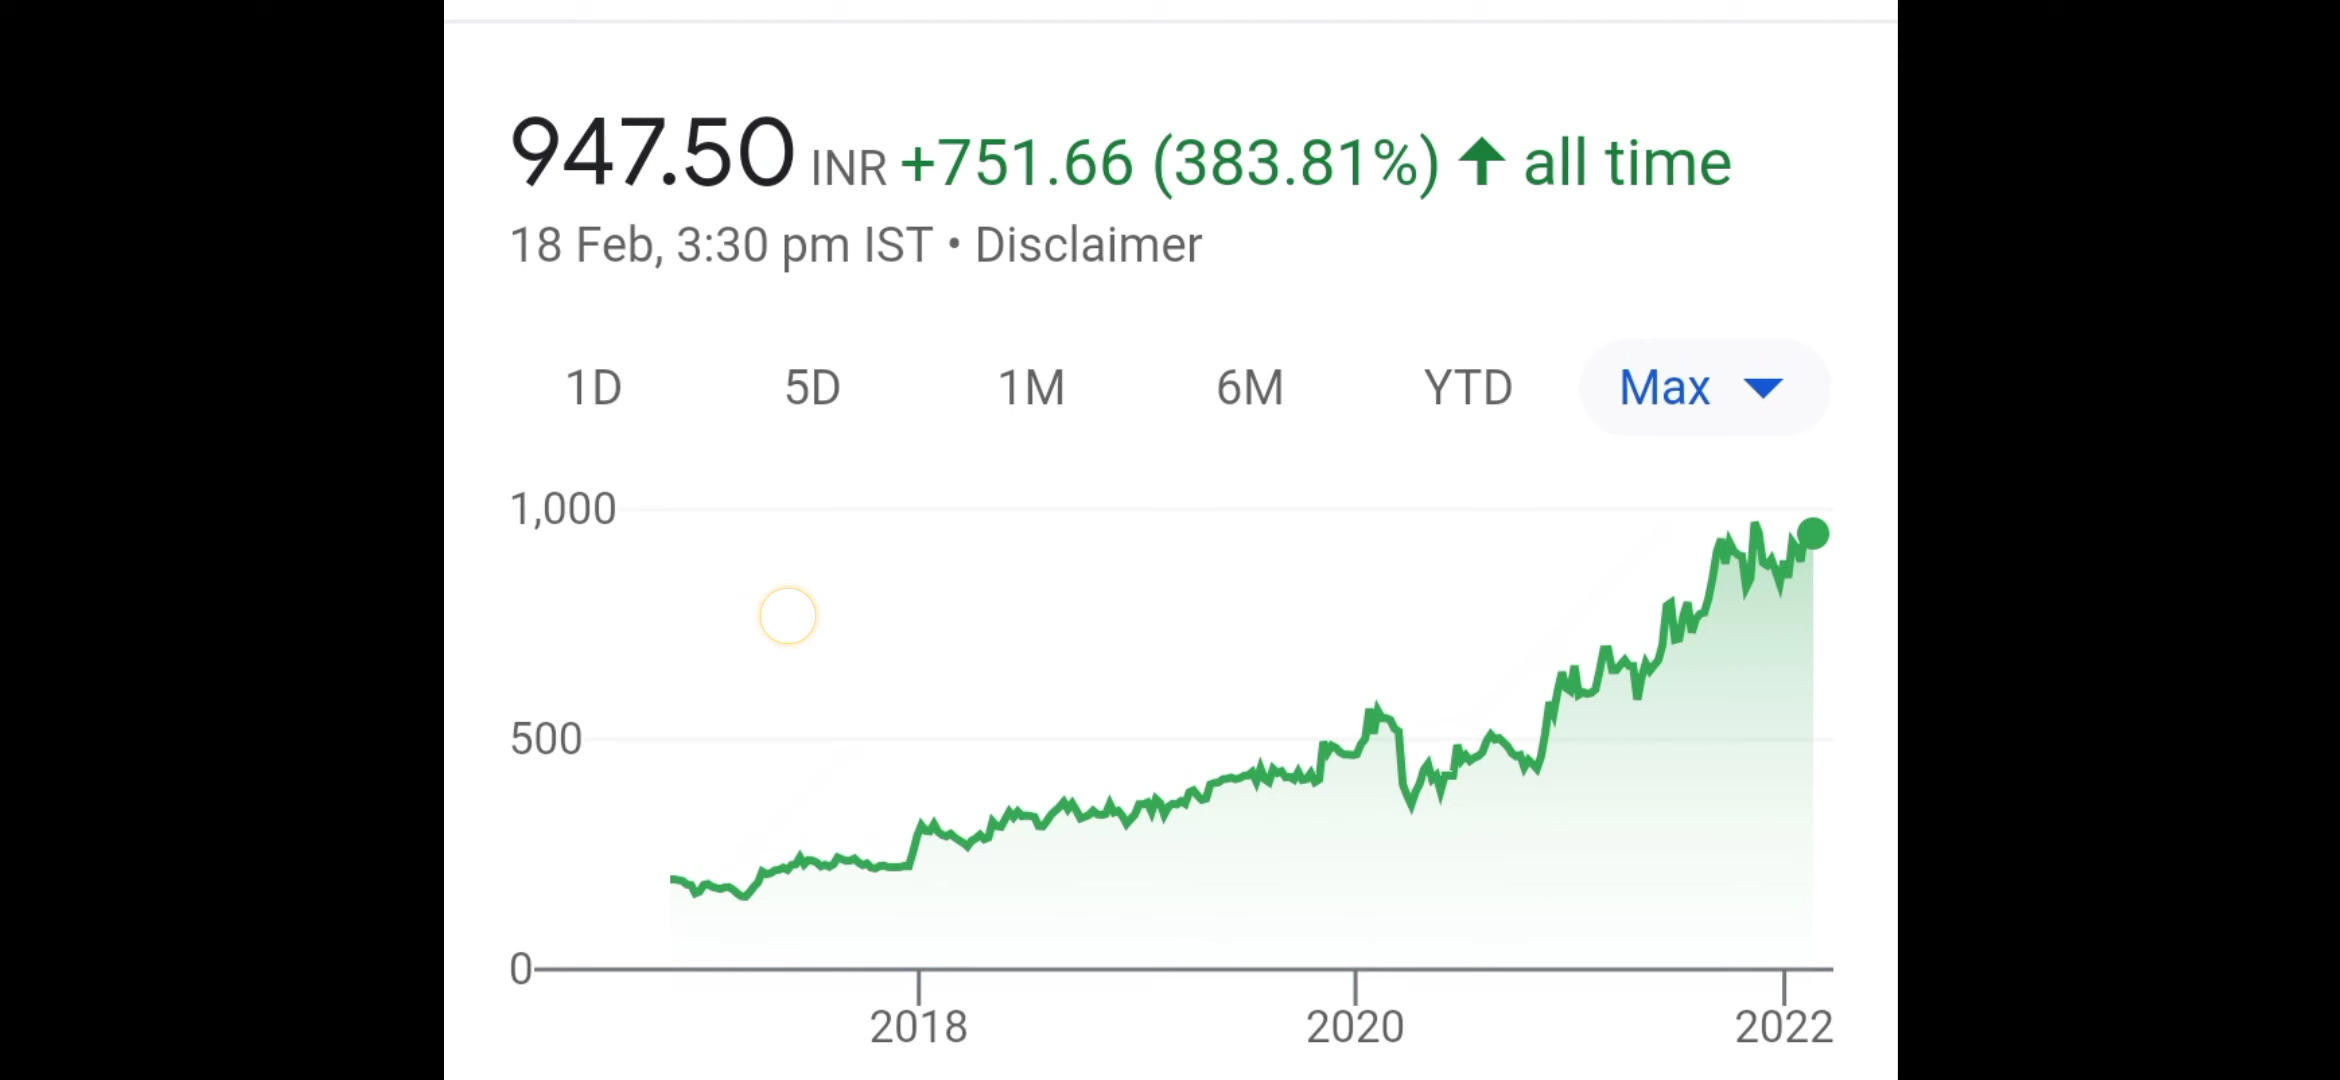 947.50 INR +751.66 (383.81%) ↑ all time
18 Feb, 3:30 pm IST • Disclaimer
1D 5D 1M 6M YTD Max
1,000
500
0
2018 2020 2022